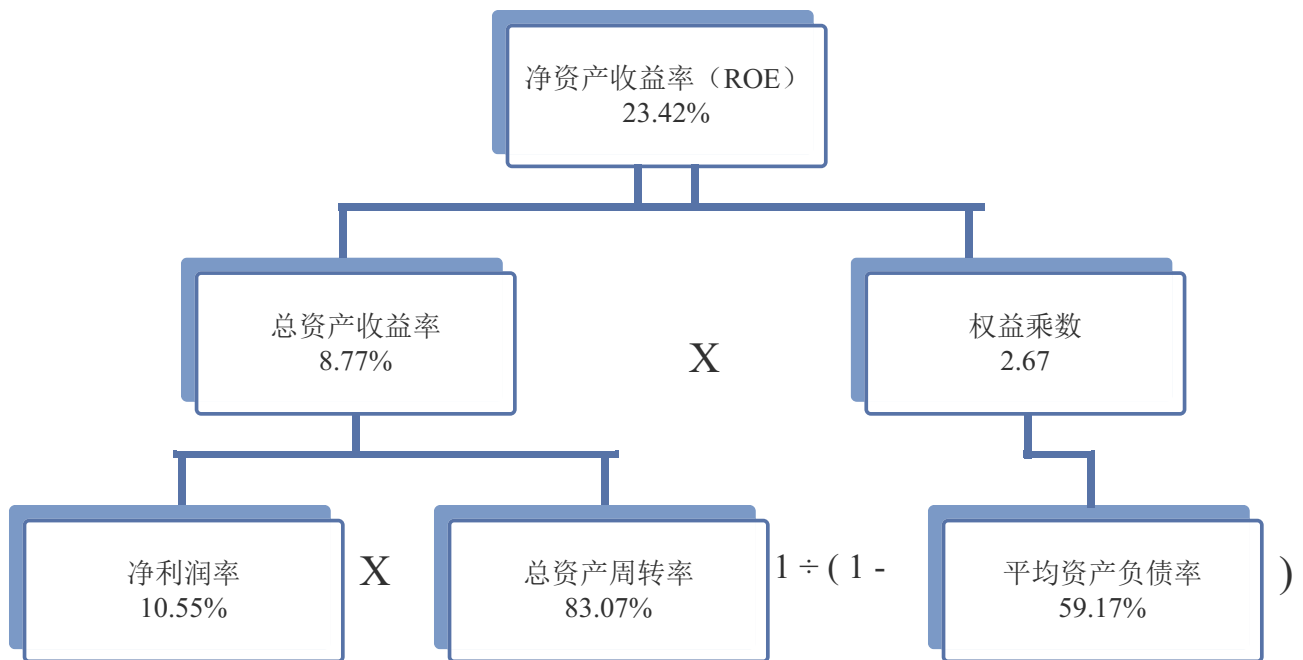 净资产收益率（ROE）
23.42%
总资产收益率
8.77%
X
权益乘数
2.67
净利润率
10.55%
X
总资产周转率
83.07%
1 ÷ ( 1 -
平均资产负债率
59.17%
)